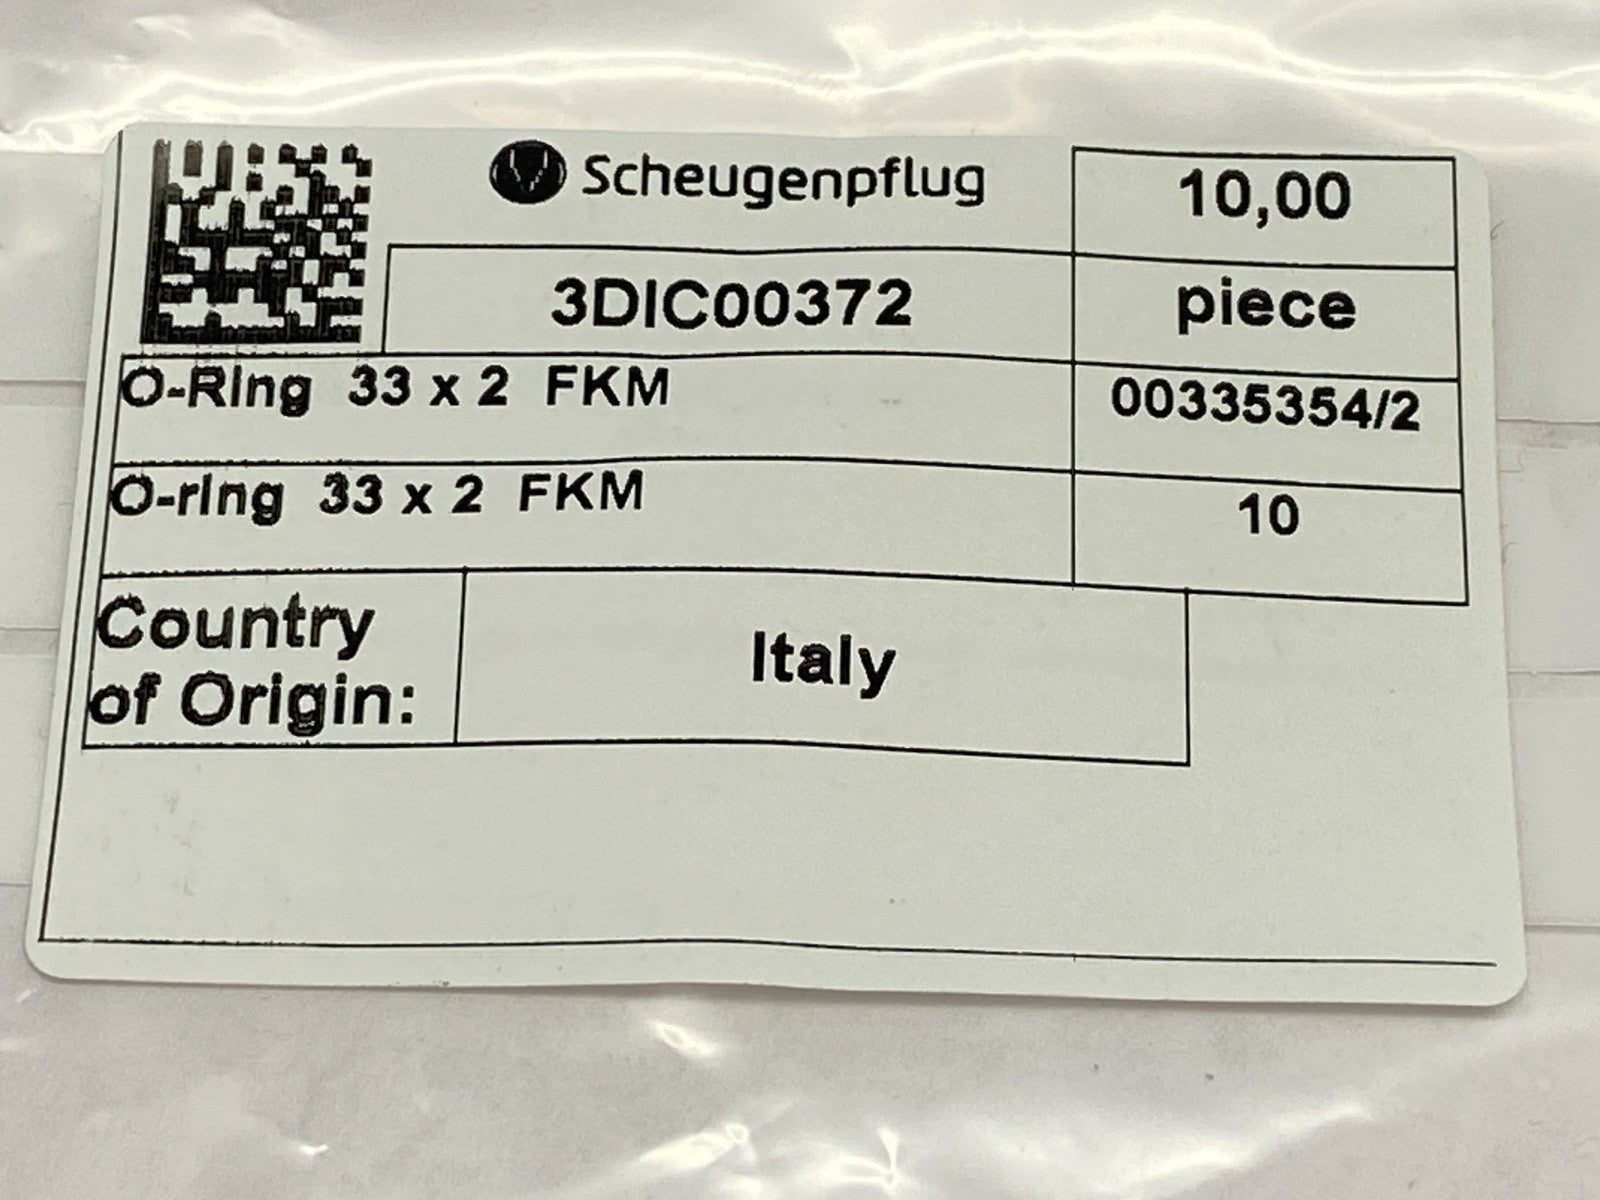 Scheugenpflug
10,00
3DIC00372
piece
O-Ring 33 x 2 FKM
00335354/2
O-ring 33 x 2 FKM
10
Country
of Origin:
Italy